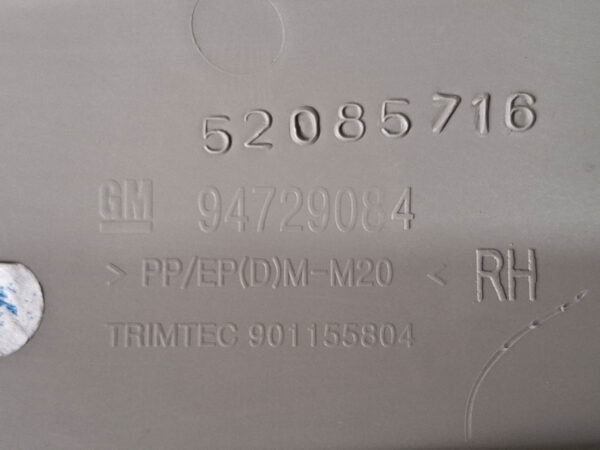 52085716
GM 94729084
> PP/EP(D)M-M20 < RH
TRIMTEC 901155804